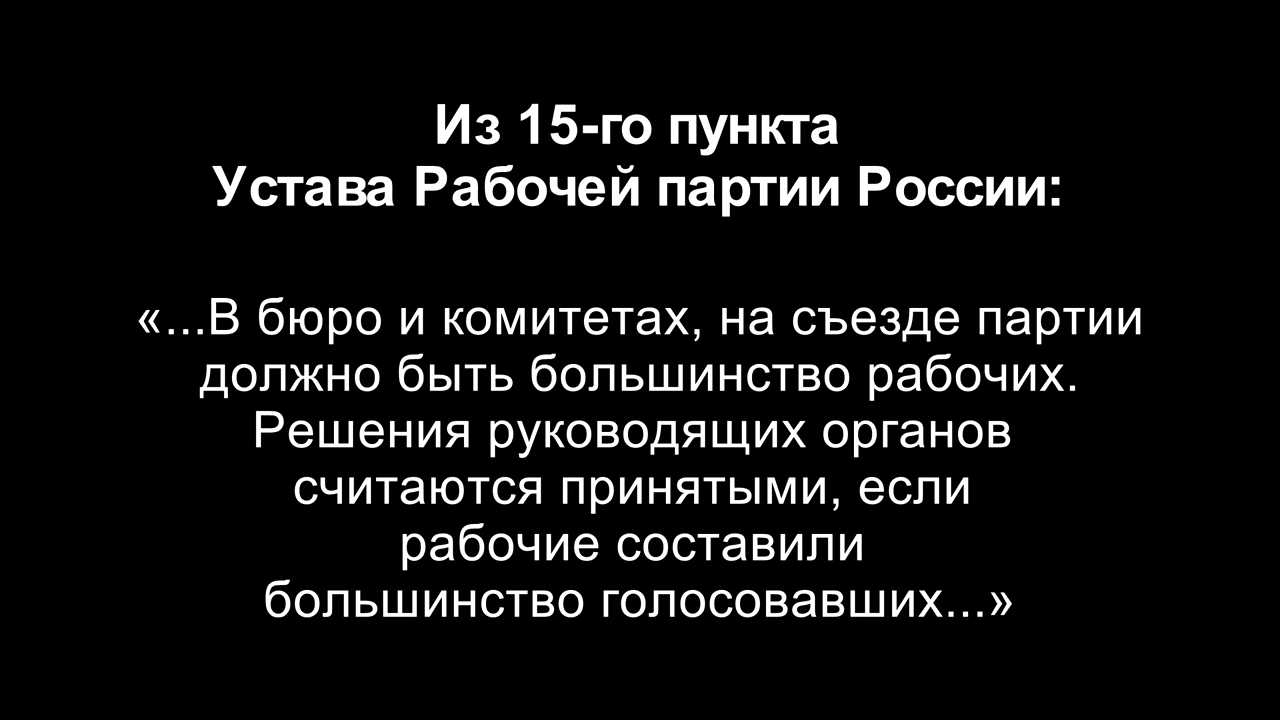 Из 15-го пункта
Устава Рабочей партии России:
«...В бюро и комитетах, на съезде партии
должно быть большинство рабочих.
Решения руководящих органов
считаются принятыми, если
рабочие составили
большинство голосовавших...»